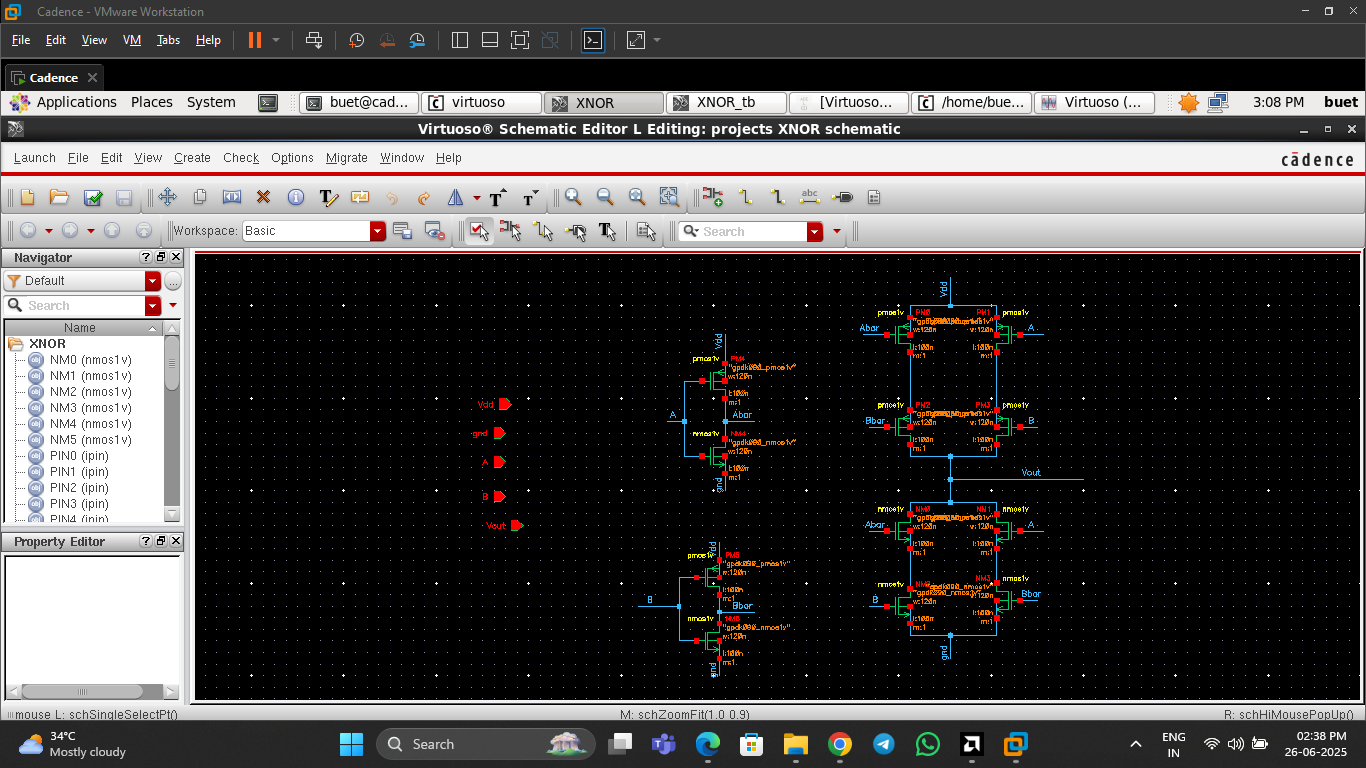 Cadence - VMware Workstation
File Edit View VM Tabs Help
Cadence
Applications Places System buet@cad... virtuoso XNOR XNOR_tb [Virtuoso... /home/bue... Virtuoso (... 3:08 PM buet
Virtuoso® Schematic Editor L Editing: projects XNOR schematic
Launch File Edit View Create Check Options Migrate Window Help cādence
Workspace: Basic Search
Navigator
Default
Search
Name
XNOR
NM0 (nmos1v)
NM1 (nmos1v)
NM2 (nmos1v)
NM3 (nmos1v)
NM4 (nmos1v)
NM5 (nmos1v)
PIN0 (ipin)
PIN1 (ipin)
PIN2 (ipin)
PIN3 (ipin)
PIN4 (ipin)
Property Editor
Vdd
gnd
A
B
Vout
Vdd
pmos1v PM4
"gpdk090_pmos1v"
w:120n
l:100n
m:1
A Abar
nmos1v NM4
"gpdk090_nmos1v"
w:120n
l:100n
m:1
gnd
Vdd
pmos1v PM5
"gpdk090_pmos1v"
w:120n
l:100n
m:1
B Bbar
nmos1v
"gpdk090_nmos1v"
w:120n
l:100n
m:1
gnd
Vdd
pmos1v PM0 PM1 pmos1v
Abar w:120n w:120n A
l:100n l:100n
m:1 m:1
pmos1v PM2 PM3 pmos1v
Bbar w:120n w:120n B
l:100n l:100n
m:1 m:1
Vout
nmos1v NM0 NM1 nmos1v
Abar w:120n w:120n A
l:100n l:100n
m:1 m:1
nmos1v NM2 NM3 nmos1v
B w:120n w:120n Bbar
l:100n l:100n
m:1 m:1
gnd
mouse L: schSingleSelectPt() M: schZoomFit(1.0 0.9) R: schHiMousePopUp()
34°C
Mostly cloudy
Search
ENG
IN
02:38 PM
26-06-2025